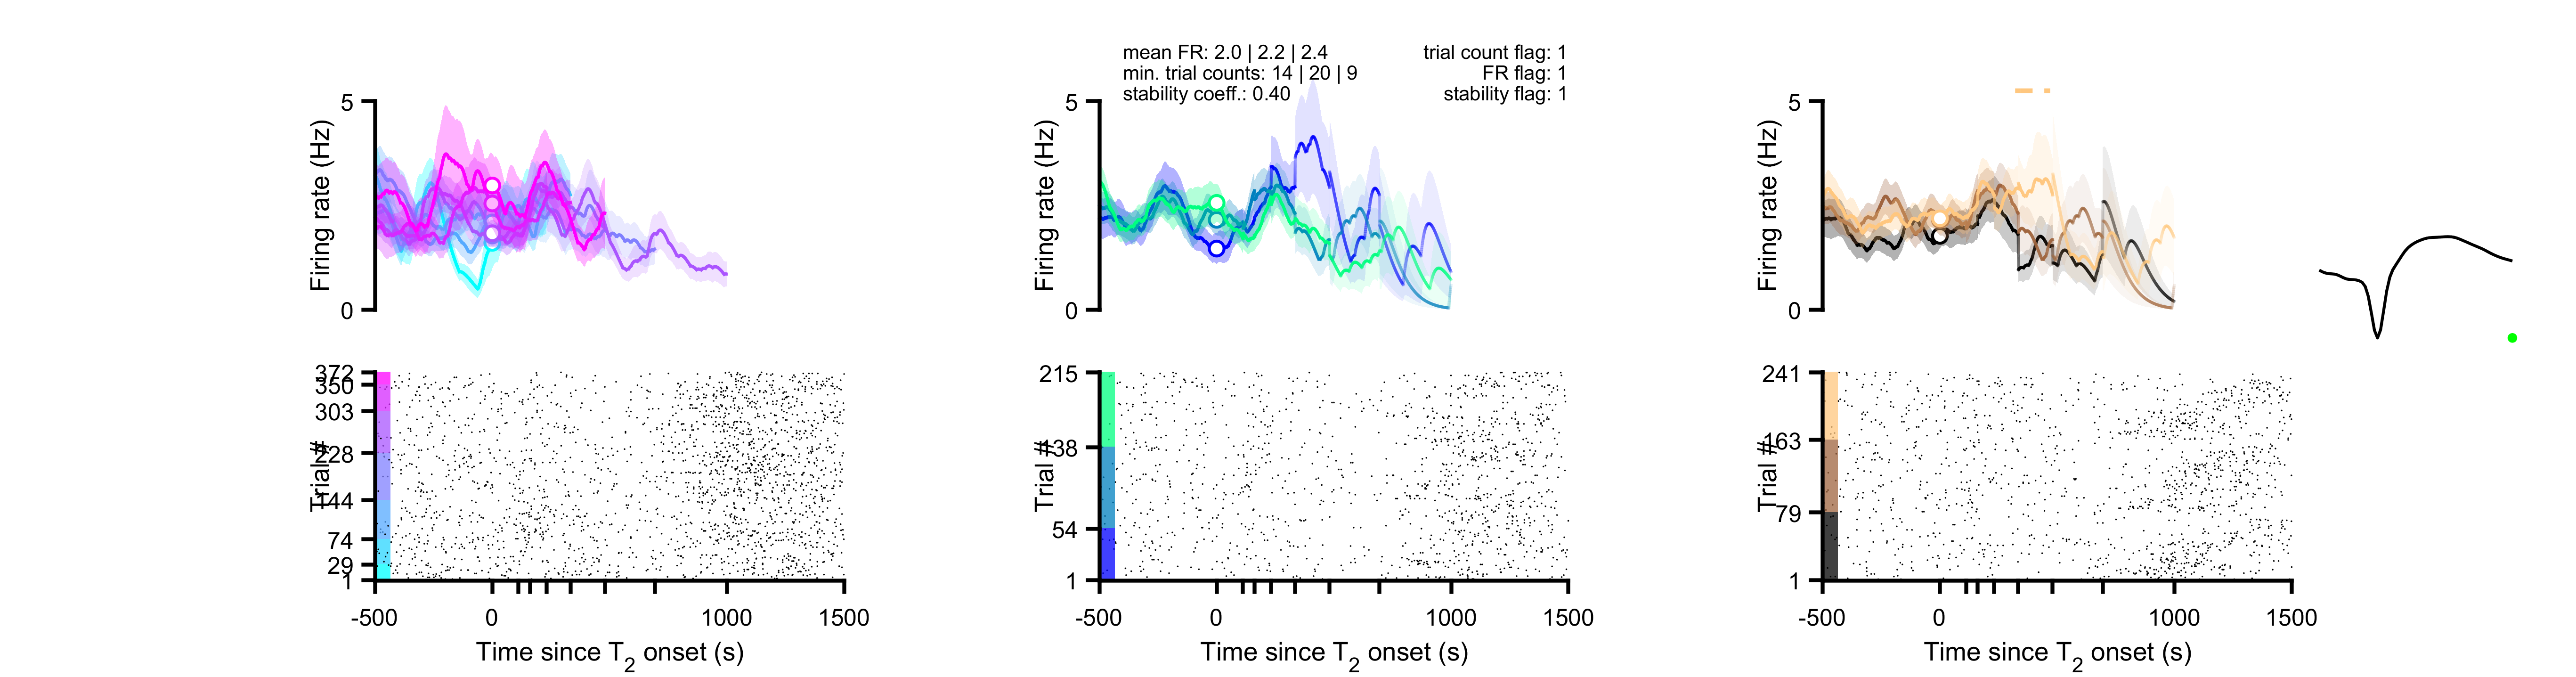 mean FR: 2.0 | 2.2 | 2.4
min. trial counts: 14 | 20 | 9
stability coeff.: 0.40
trial count flag: 1
FR flag: 1
stability flag: 1
Firing rate (Hz)
5
0
Firing rate (Hz)
5
0
Firing rate (Hz)
5
0
Trial #
372
350
303
228
144
74
29
1
-500
0
1000
1500
Time since T2 onset (s)
Trial #
215
138
54
1
-500
0
1000
1500
Time since T2 onset (s)
Trial #
241
163
79
1
-500
0
1000
1500
Time since T2 onset (s)